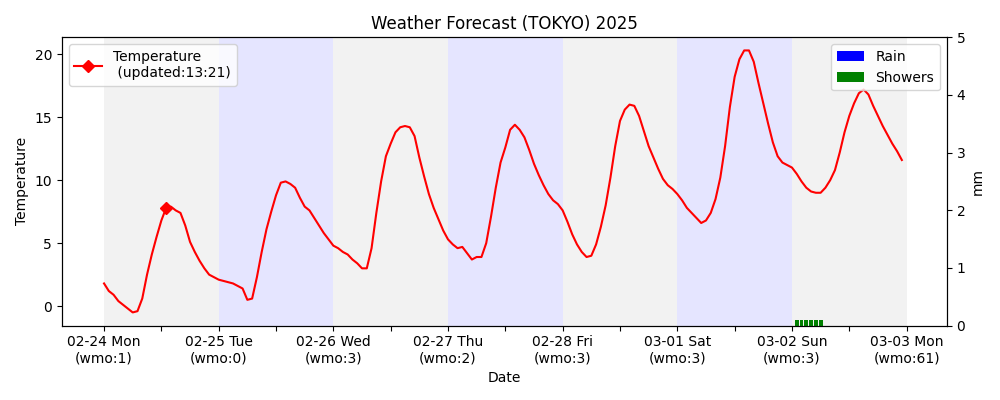 Weather Forecast (TOKYO) 2025
Temperature
(updated:13:21)
Rain
Showers
Temperature
20
15
10
5
0
5
4
3
2
1
0
mm
02-24 Mon
(wmo:1)
02-25 Tue
(wmo:0)
02-26 Wed
(wmo:3)
02-27 Thu
(wmo:2)
02-28 Fri
(wmo:3)
03-01 Sat
(wmo:3)
03-02 Sun
(wmo:3)
03-03 Mon
(wmo:61)
Date